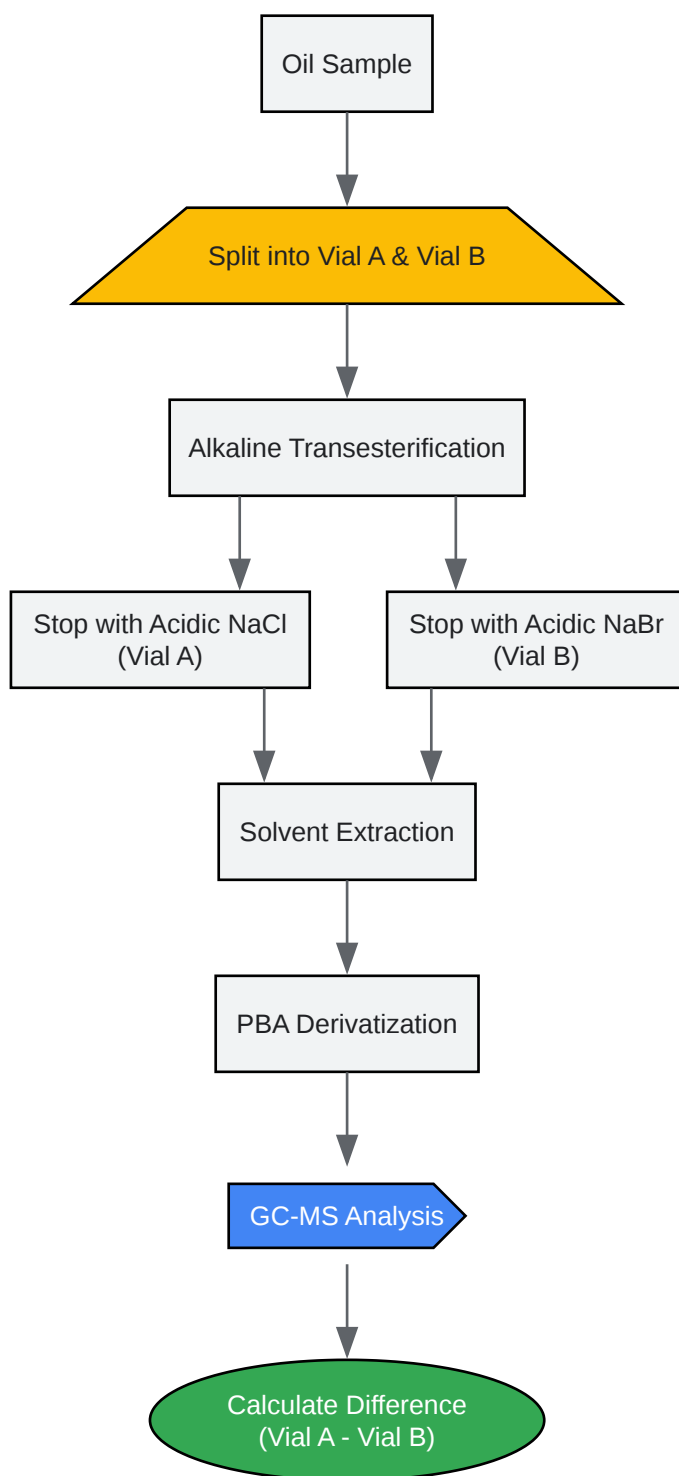 Oil Sample
Split into Vial A & Vial B
Alkaline Transesterification
Stop with Acidic NaCl
(Vial A)
Stop with Acidic NaBr
(Vial B)
Solvent Extraction
PBA Derivatization
GC-MS Analysis
Calculate Difference
(Vial A - Vial B)